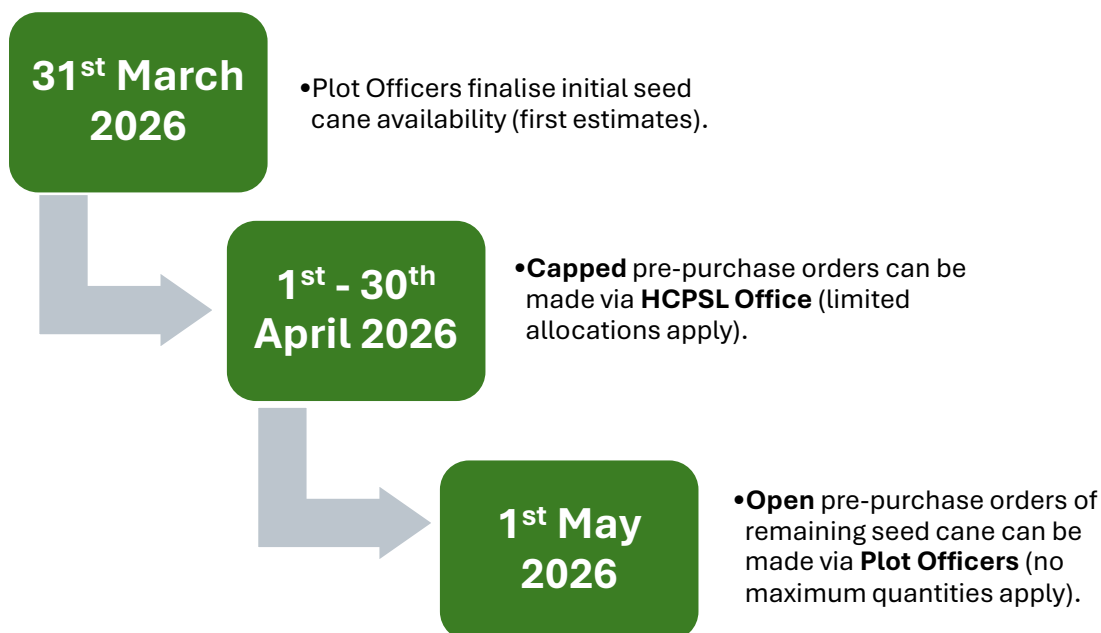 31st March
2026
•Plot Officers finalise initial seed
cane availability (first estimates).
1st - 30th
April 2026
•Capped pre-purchase orders can be
made via HCPSL Office (limited
allocations apply).
1st May
2026
•Open pre-purchase orders of
remaining seed cane can be
made via Plot Officers (no
maximum quantities apply).